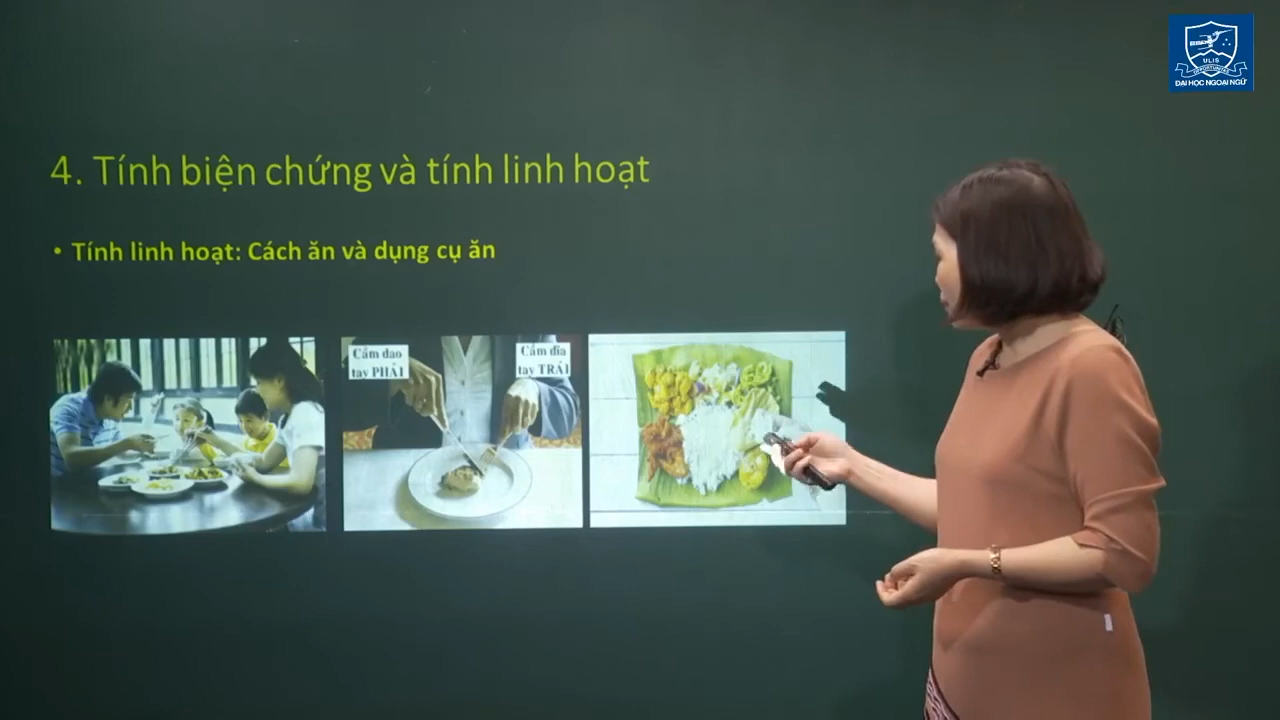 4. Tính biện chứng và tính linh hoạt
• Tính linh hoạt: Cách ăn và dụng cụ ăn
Cầm dao
tay PHẢI
Cầm dĩa
tay TRÁI
ULIS
ĐẠI HỌC NGOẠI NGỮ